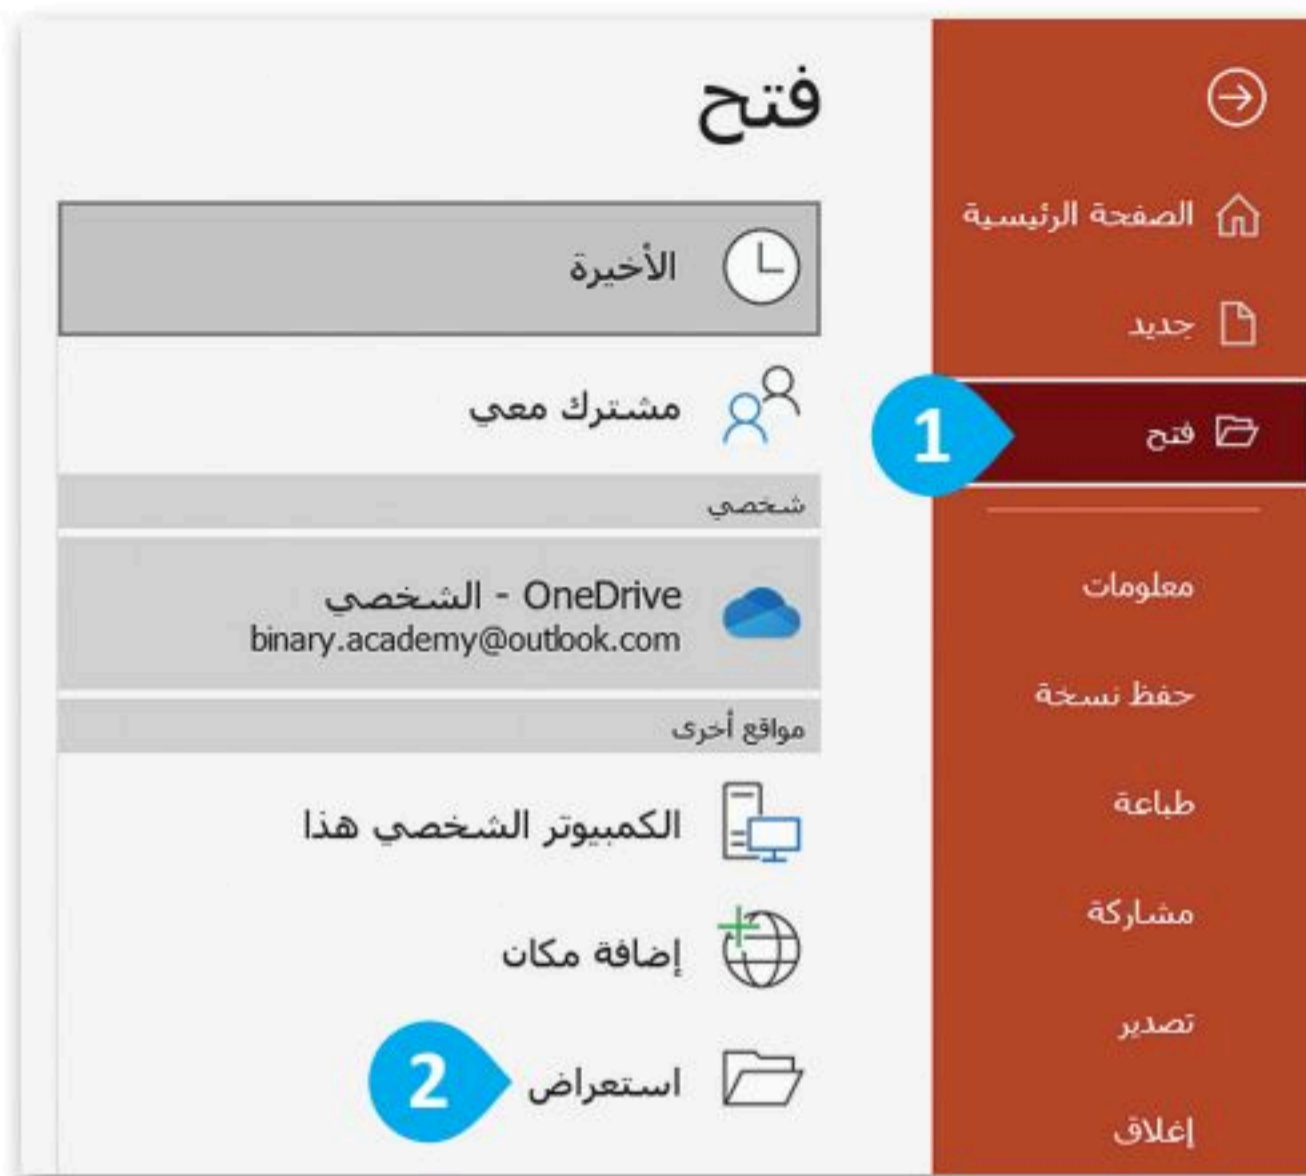 الصفحة الرئيسية
جديد
فتح
1
معلومات
حفظ نسخة
طباعة
مشاركة
تصدير
إغلاق
فتح
الأخيرة
مشترك معي
شخصي
OneDrive - الشخصي
binary.academy@outlook.com
مواقع أخرى
الكمبيوتر الشخصي هذا
إضافة مكان
استعراض
2